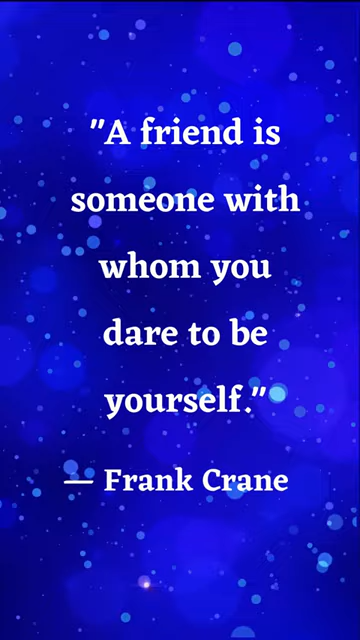 "A friend is
someone with
whom you
dare to be
yourself."
— Frank Crane